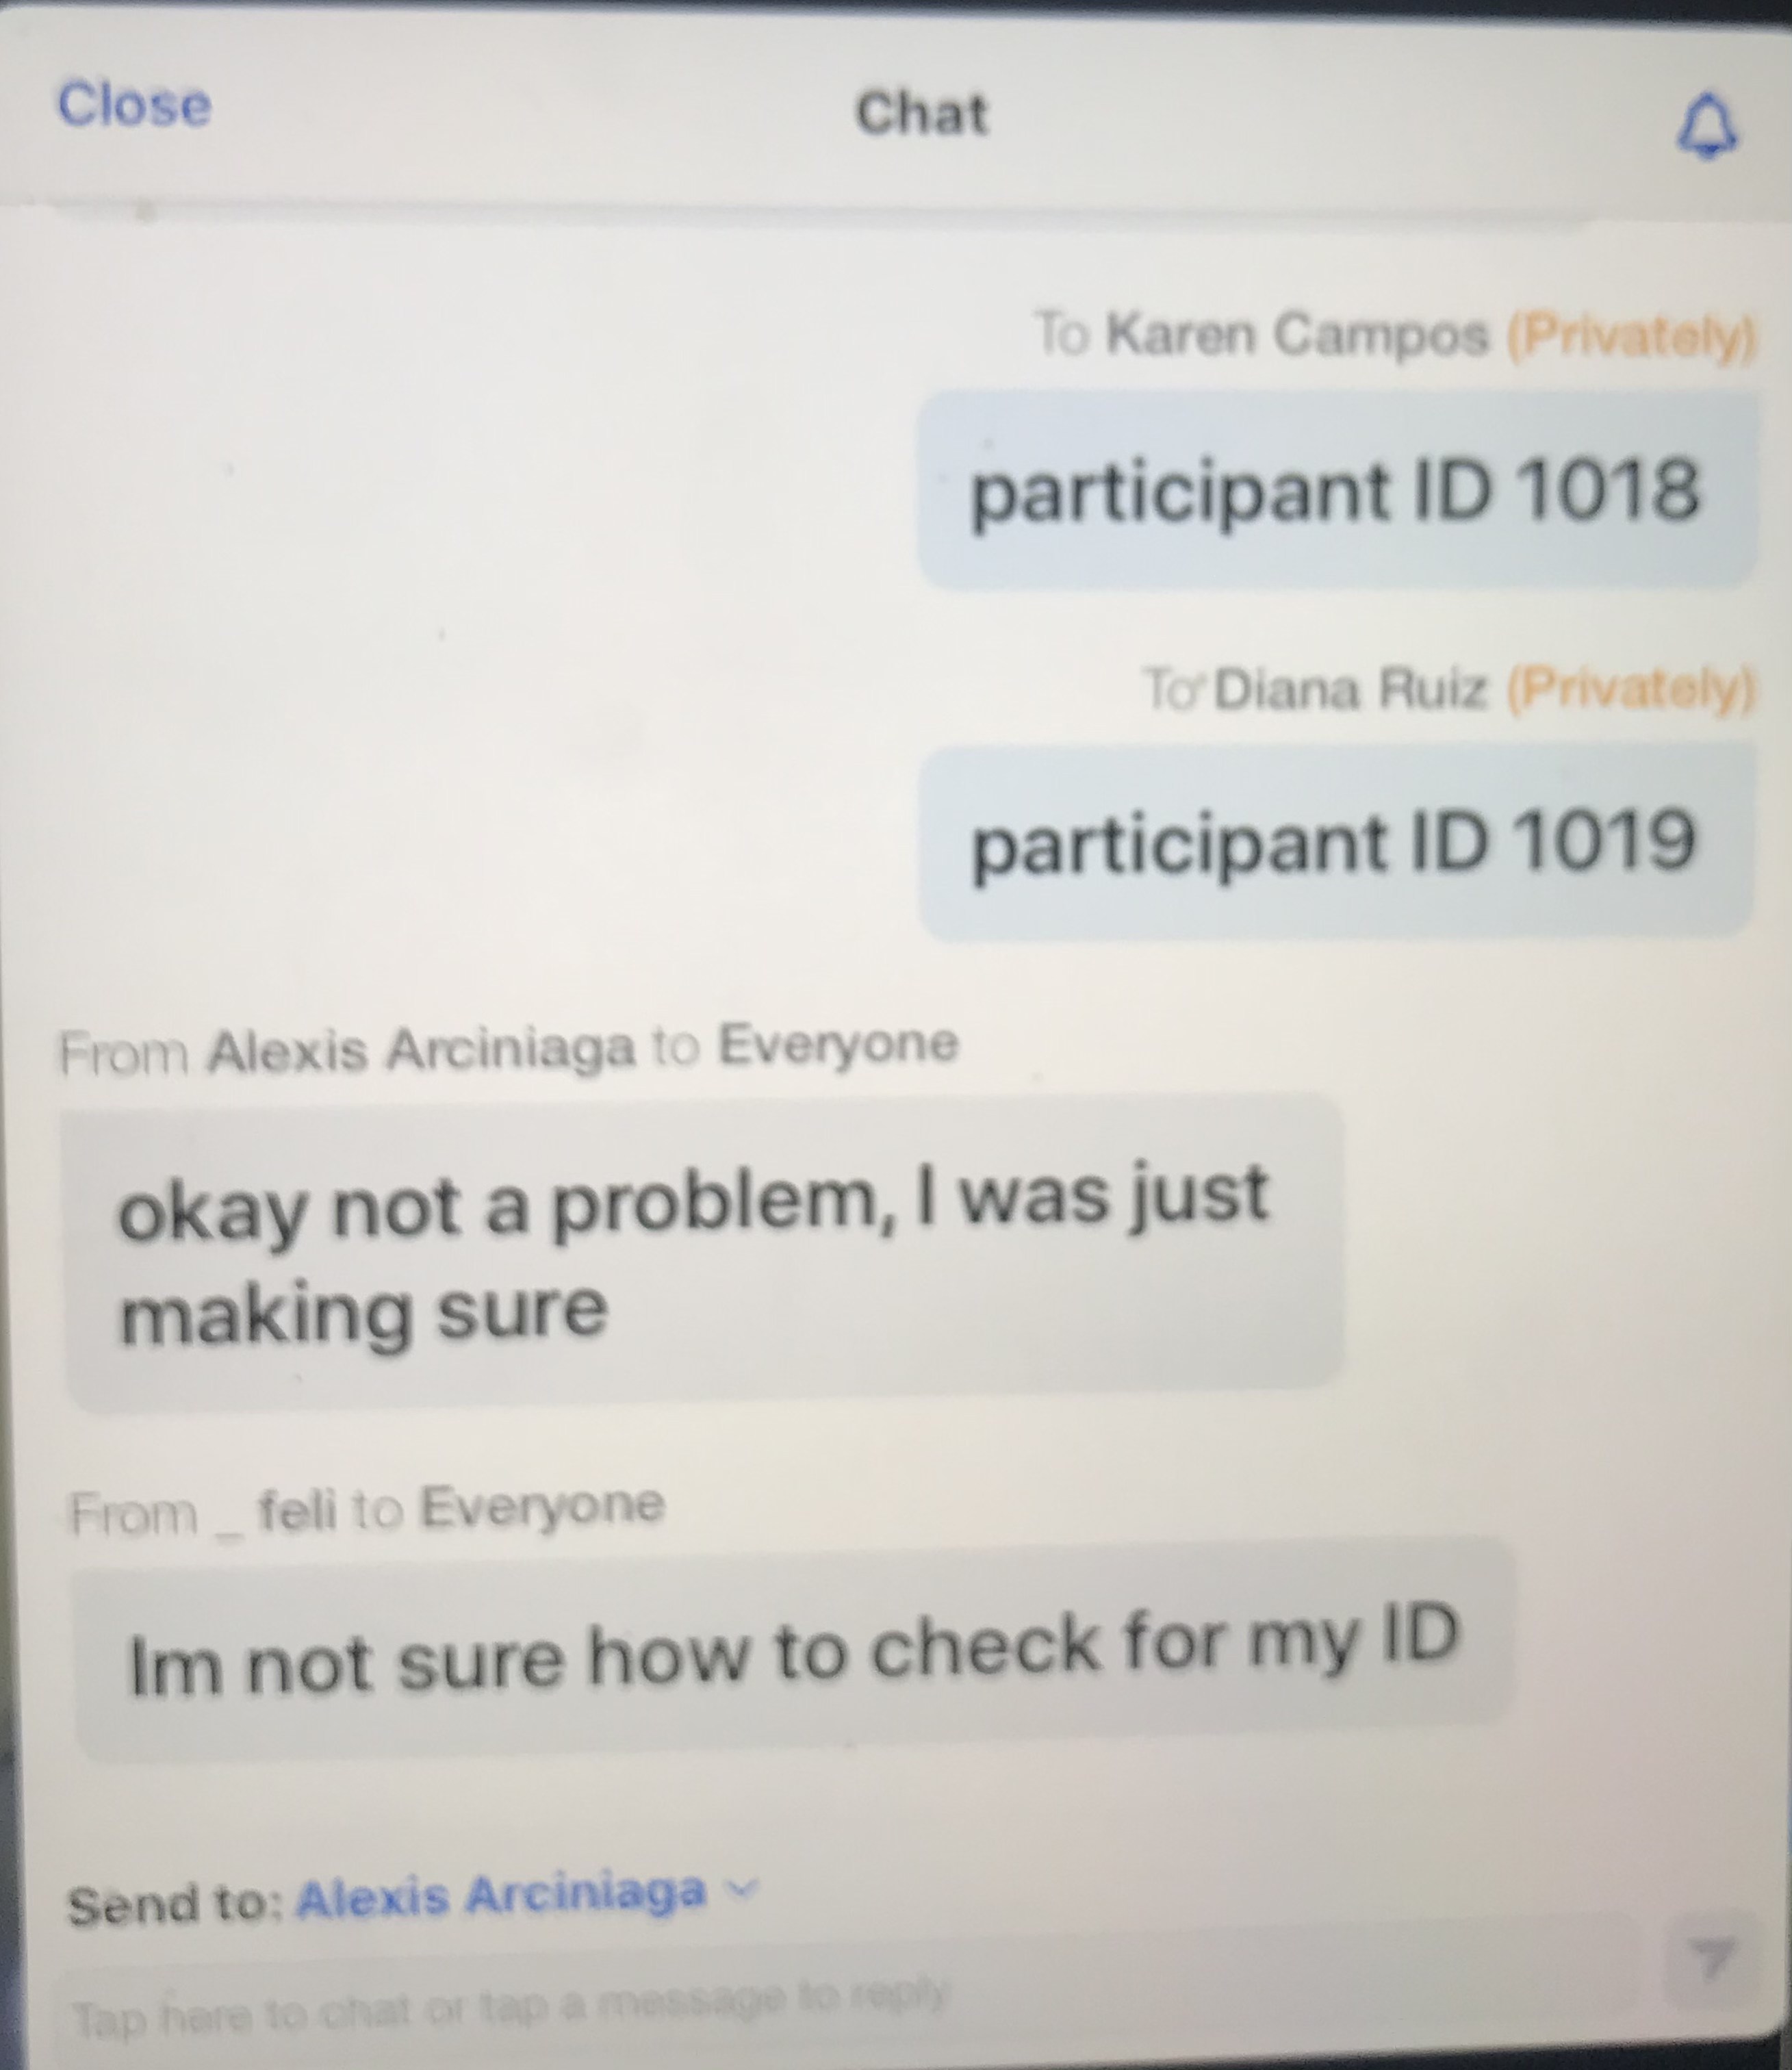 Close
Chat
To Karen Campos (Privately)
participant ID 1018
To Diana Ruiz (Privately)
participant ID 1019
From Alexis Arciniaga to Everyone
okay not a problem, I was just
making sure
From _ feli to Everyone
Im not sure how to check for my ID
Send to: Alexis Arciniaga
Tap here to chat or tap a message to reply